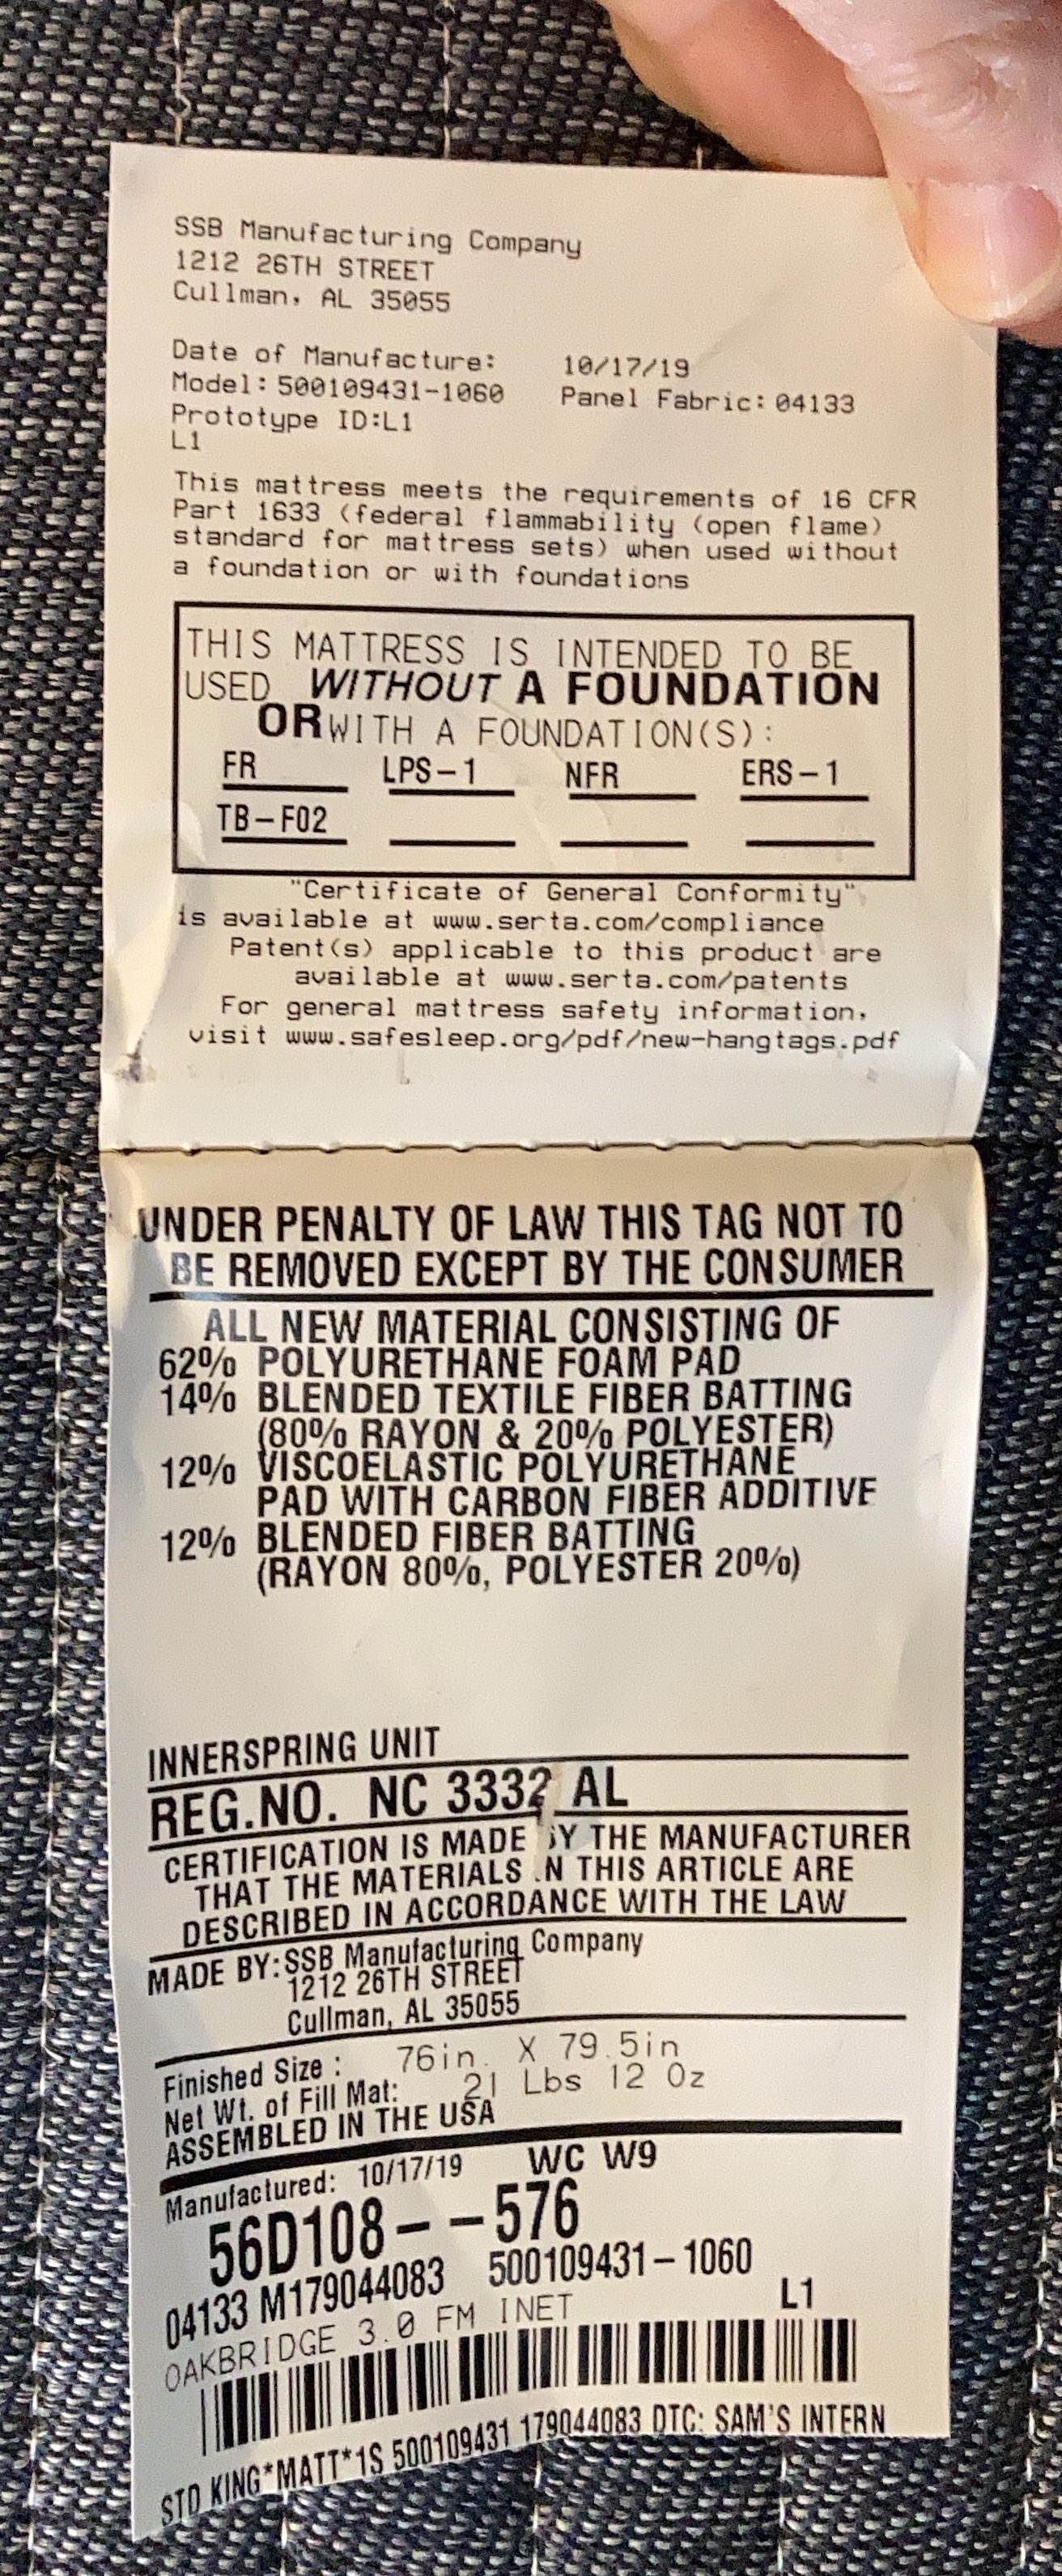 SSB Manufacturing Company
1212 26TH STREET
Cullman, AL 35055
Date of Manufacture: 10/17/19
Model: 500109431-1060 Panel Fabric: 04133
Prototype ID:L1
L1
This mattress meets the requirements of 16 CFR
Part 1633 (federal flammability (open flame)
standard for mattress sets) when used without
a foundation or with foundations
THIS MATTRESS IS INTENDED TO BE
USED WITHOUT A FOUNDATION
OR WITH A FOUNDATION(S):
FR LPS-1 NFR ERS-1
TB-F02
"Certificate of General Conformity"
is available at www.serta.com/compliance
Patent(s) applicable to this product are
available at www.serta.com/patents
For general mattress safety information,
visit www.safesleep.org/pdf/new-hangtags.pdf
UNDER PENALTY OF LAW THIS TAG NOT TO
BE REMOVED EXCEPT BY THE CONSUMER
ALL NEW MATERIAL CONSISTING OF
62% POLYURETHANE FOAM PAD
14% BLENDED TEXTILE FIBER BATTING
(80% RAYON & 20% POLYESTER)
12% VISCOELASTIC POLYURETHANE
PAD WITH CARBON FIBER ADDITIVE
12% BLENDED FIBER BATTING
(RAYON 80%, POLYESTER 20%)
INNERSPRING UNIT
REG.NO. NC 3332 AL
CERTIFICATION IS MADE BY THE MANUFACTURER
THAT THE MATERIALS IN THIS ARTICLE ARE
DESCRIBED IN ACCORDANCE WITH THE LAW
MADE BY: SSB Manufacturing Company
1212 26TH STREET
Cullman, AL 35055
Finished Size : 76in. X 79.5in
Net Wt. of Fill Mat: 21 Lbs 12 Oz
ASSEMBLED IN THE USA
Manufactured: 10/17/19 WC W9
56D108- -576
04133 M179044083 500109431-1060
L1
OAKBRIDGE 3.0 FM INET
STD KING*MATT*1S 500109431 179044083 DTC: SAM'S INTERN